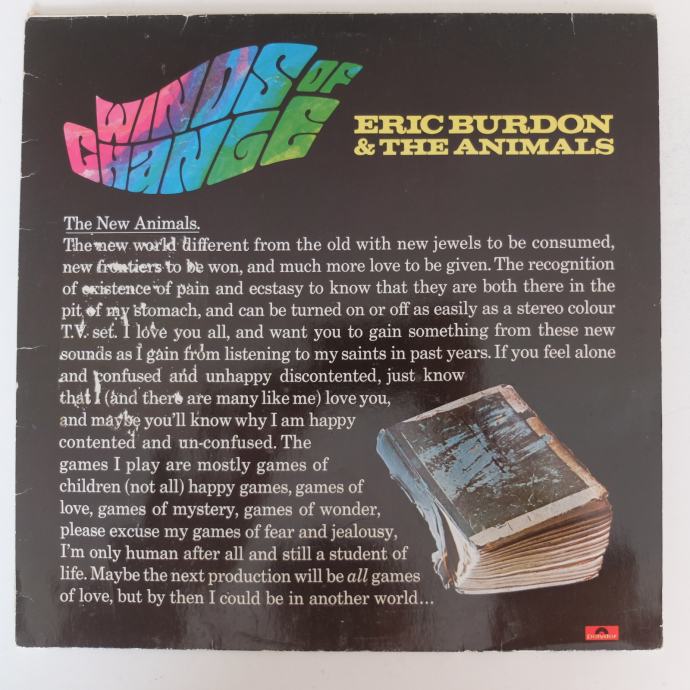 WINDS OF
CHANGE
ERIC BURDON
& THE ANIMALS
The New Animals.
The new world different from the old with new jewels to be consumed,
new frontiers to be won, and much more love to be given. The recognition
of existence of pain and ecstasy to know that they are both there in the
pit of my stomach, and can be turned on or off as easily as a stereo colour
T.V. set. I love you all, and want you to gain something from these new
sounds as I gain from listening to my saints in past years. If you feel alone
and confused and unhappy discontented, just know
that I (and there are many like me) love you,
and maybe you'll know why I am happy
contented and un-confused. The
games I play are mostly games of
children (not all) happy games, games of
love, games of mystery, games of wonder,
please excuse my games of fear and jealousy,
I'm only human after all and still a student of
life. Maybe the next production will be all games
of love, but by then I could be in another world...
polydor